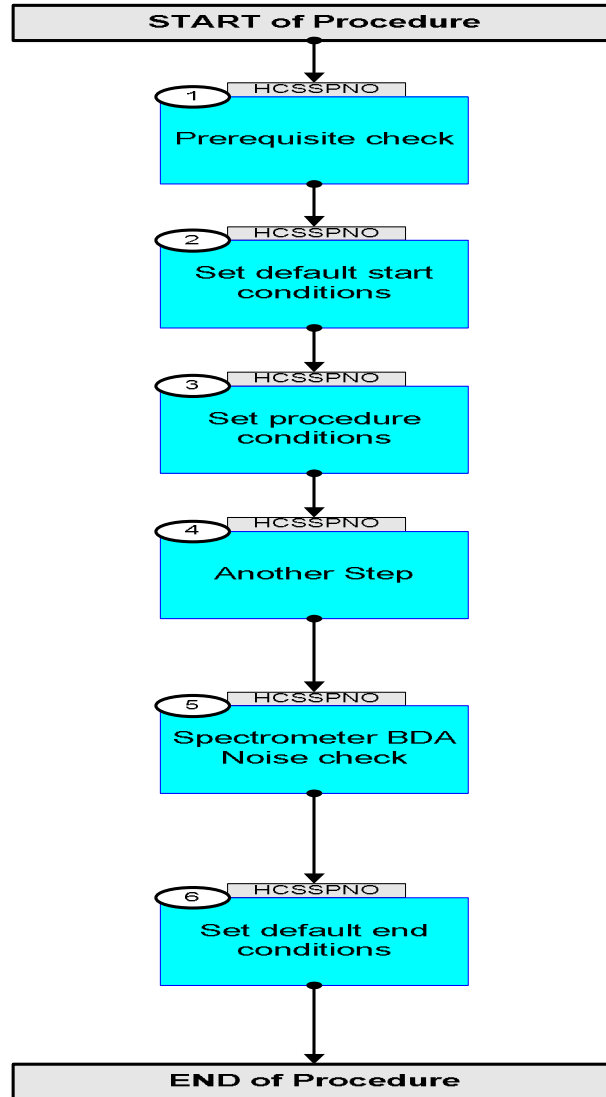 START of Procedure
HCSSPNO
1
Prerequisite check
HCSSPNO
2
Set default start
conditions
HCSSPNO
3
Set procedure
conditions
HCSSPNO
4
Another Step
HCSSPNO
5
Spectrometer BDA
Noise check
HCSSPNO
6
Set default end
conditions
END of Procedure